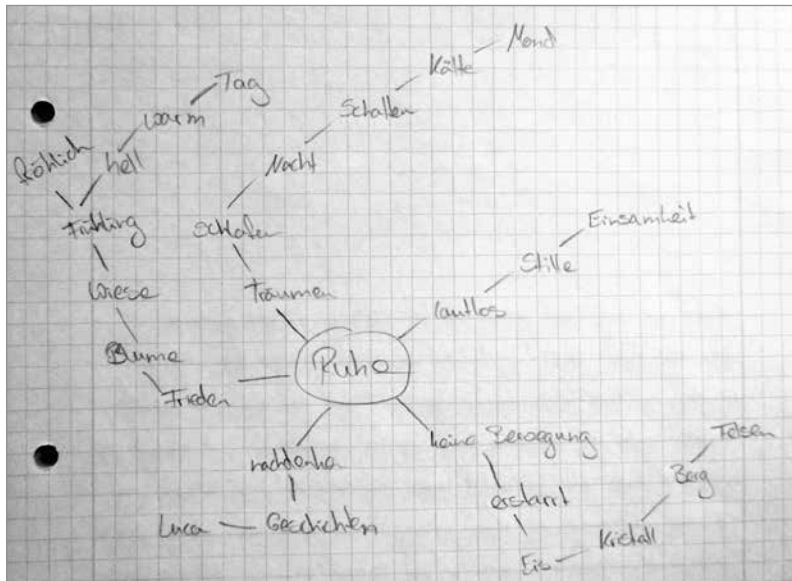 Mond
Kälte
Tag
Schatten
warm
fröhlich
hell
Nacht
Frühling
Schlafen
Einsamkeit
Stille
Wiese
Träumen
lautlos
Blume
Ruhe
Frieden
keine Bewegung
Felsen
nachdenken
Berg
erstarrt
Luca
Geschichten
Kristall
Eis